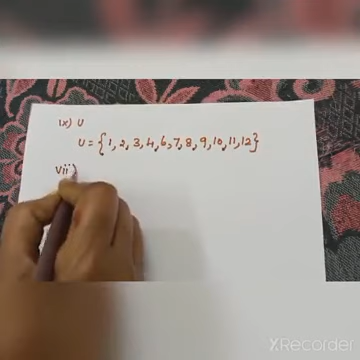 ix) U
U = {1, 2, 3, 4, 6, 7, 8, 9, 10, 11, 12}
vii)
XRecorder